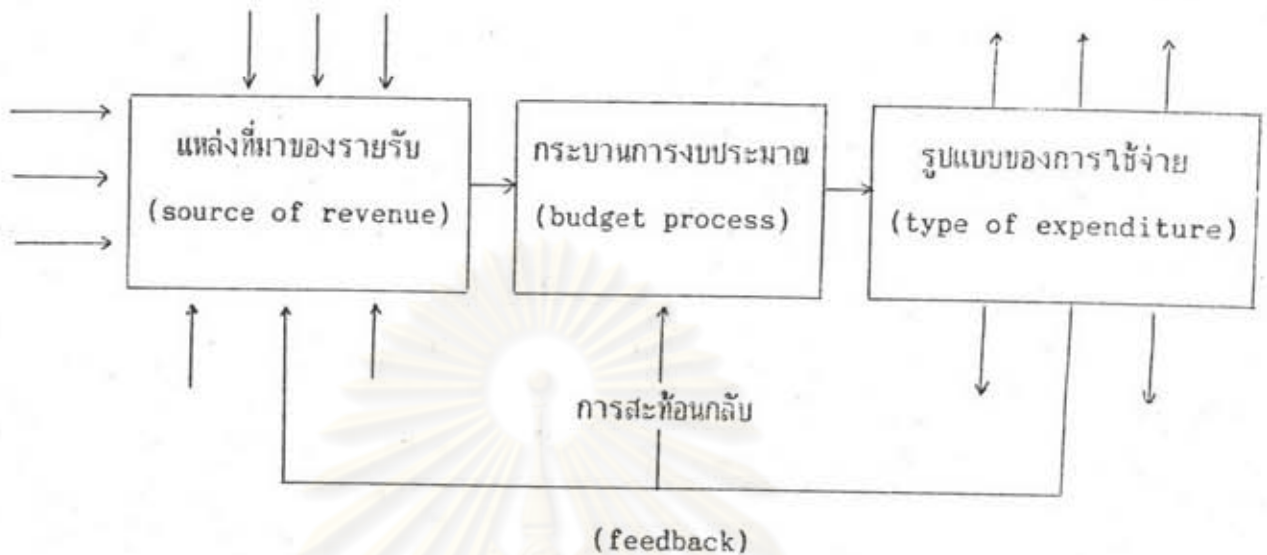 แหล่งที่มาของรายรับ
(source of revenue)
กระบานการงบประมาณ
(budget process)
รูปแบบของการใช้จ่าย
(type of expenditure)
การสะท้อนกลับ
(feedback)